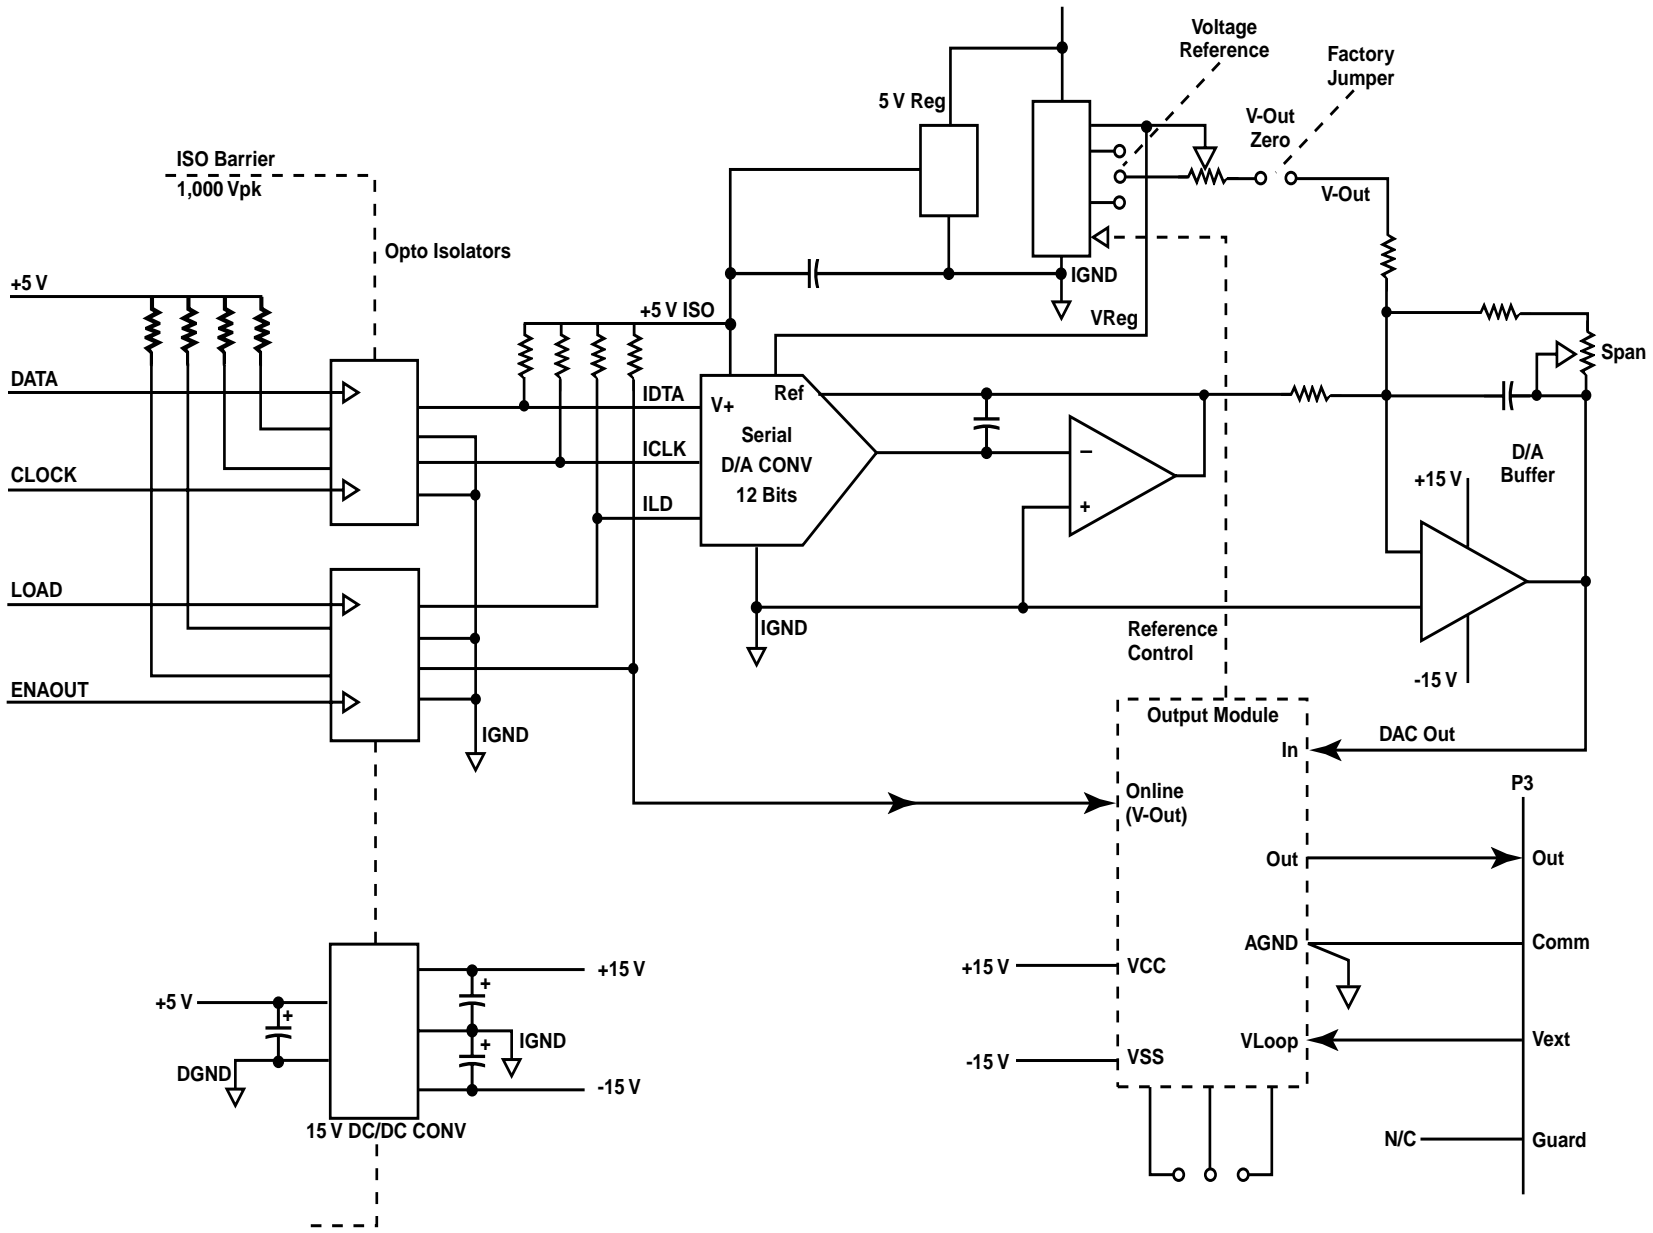 Voltage
Reference
Factory
Jumper
5 V Reg
V-Out
Zero
ISO Barrier
1,000 Vpk
V-Out
Opto Isolators
+5 V
IGND
+5 V ISO
VReg
Span
DATA
IDTA
V+
Ref
Serial
D/A CONV
12 Bits
ICLK
–
+
D/A
Buffer
CLOCK
+15 V
ILD
LOAD
IGND
Reference
Control
-15 V
ENAOUT
IGND
Output Module
In
DAC Out
Online
(V-Out)
P3
Out
Out
AGND
Comm
+15 V
VCC
+15 V
+
+5 V
+
IGND
+
VLoop
Vext
-15 V
VSS
DGND
-15 V
15 V DC/DC CONV
N/C
Guard